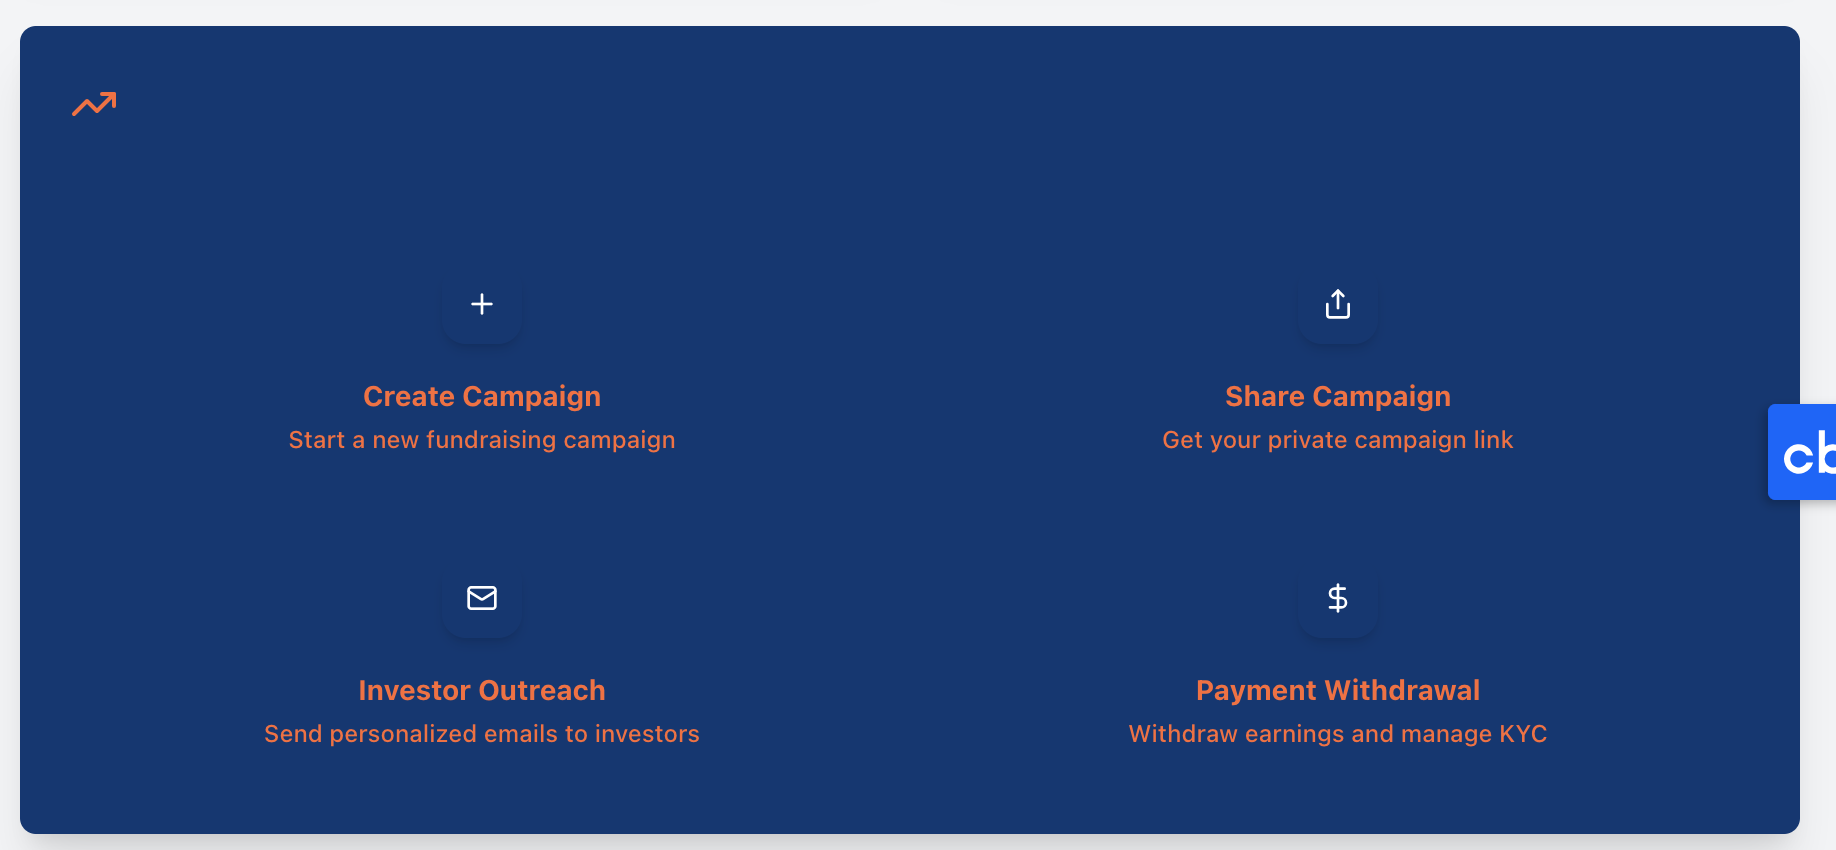 Create Campaign
Start a new fundraising campaign
Share Campaign
Get your private campaign link
cb
Investor Outreach
Send personalized emails to investors
Payment Withdrawal
Withdraw earnings and manage KYC